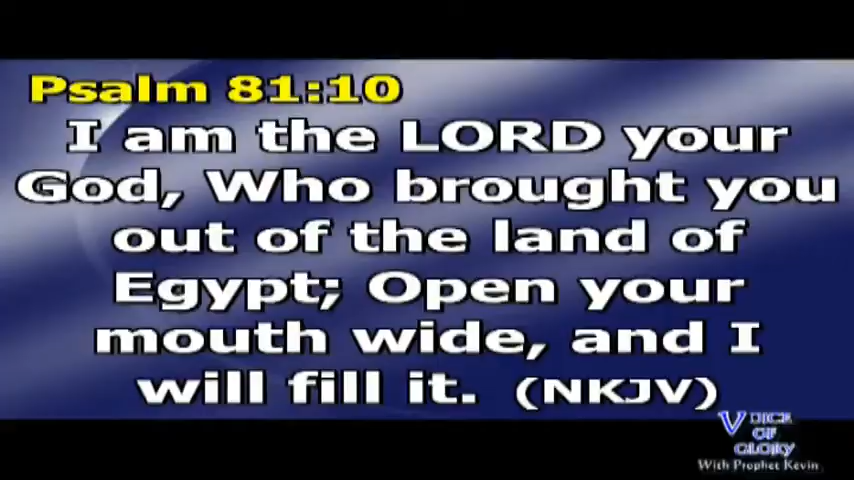 Psalm 81:10
I am the LORD your
God, Who brought you
out of the land of
Egypt; Open your
mouth wide, and I
will fill it. (NKJV)
VOICE
OF
GLORY
With Prophet Kevin